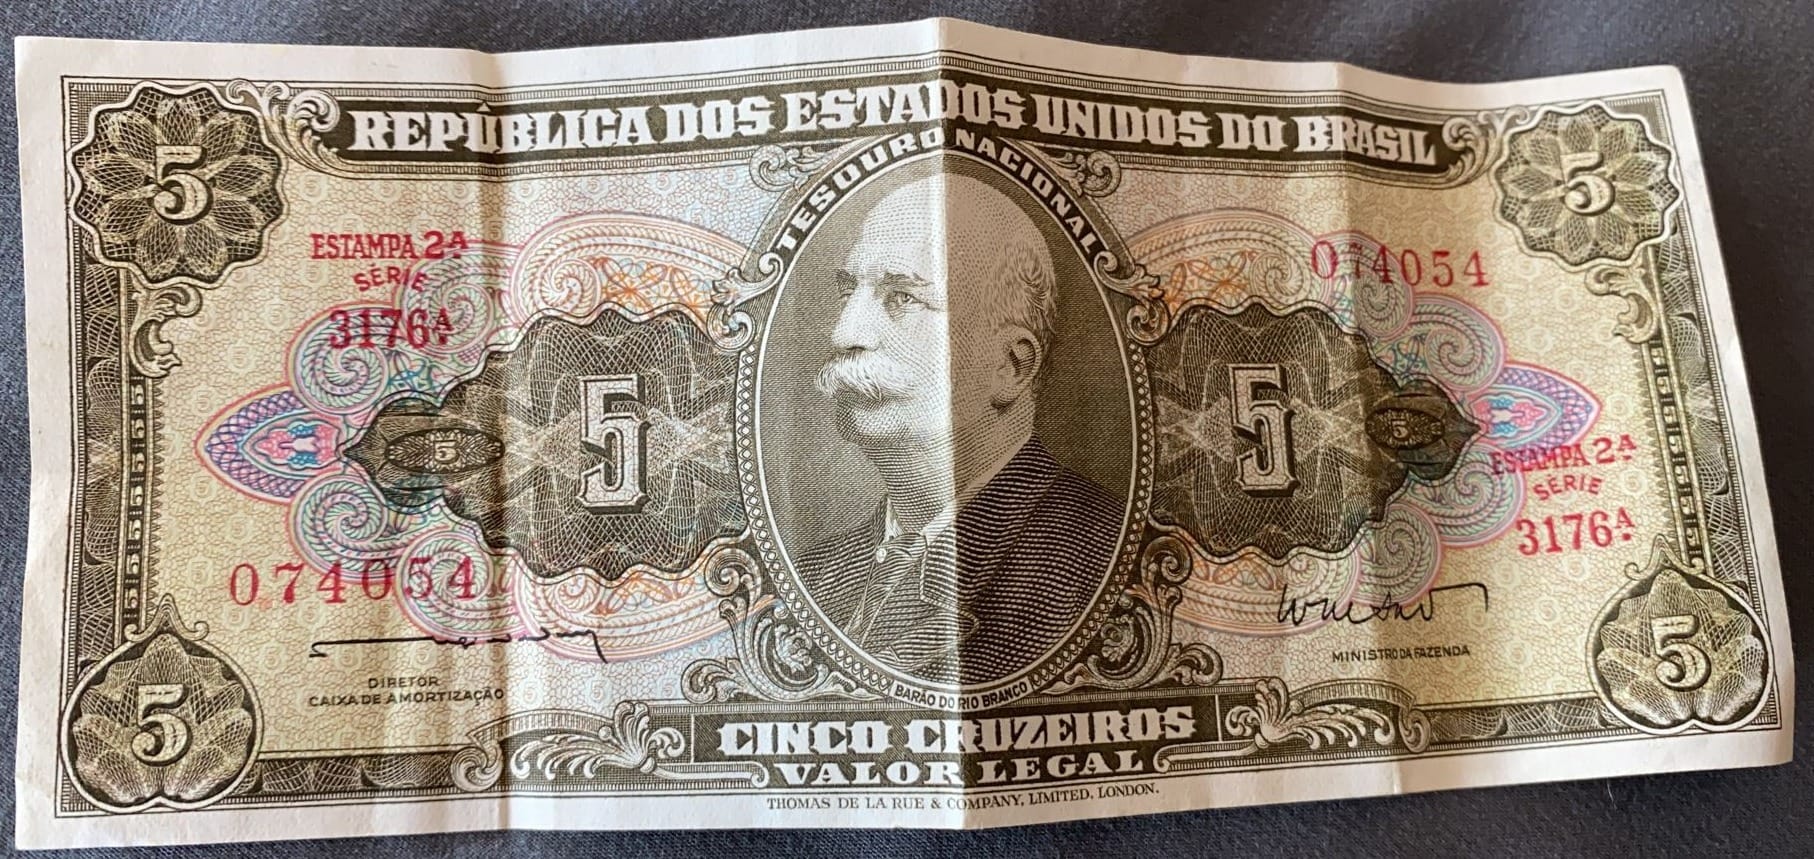 REPÚBLICA DOS ESTADOS UNIDOS DO BRASIL
TESOURO NACIONAL
5
5
ESTAMPA 2A
SÉRIE
3176A
074054
5
5
5
5
ESTAMPA 2A
SÉRIE
3176A
074054
DIRETOR
CAIXA DE AMORTIZAÇÃO
MINISTRO DA FAZENDA
BARÃO DO RIO BRANCO
5
5
CINCO CRUZEIROS
VALOR LEGAL
THOMAS DE LA RUE & COMPANY, LIMITED, LONDON.